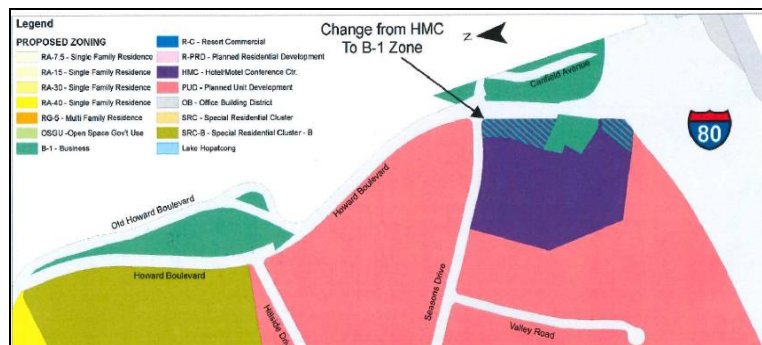 Legend
PROPOSED ZONING
RA-7.5 - Single Family Residence
RA-15 - Single Family Residence
RA-30 - Single Family Residence
RA-40 - Single Family Residence
RG-5 - Multi Family Residence
OSGU -Open Space Gov't Use
B-1 - Business
R-C - Resort Commercial
R-PRD - Planned Residential Development
HMC - Hotel/Motel Conference Ctr.
PUD - Planned Unit Development
OB - Office Building District
SRC - Special Residential Cluster
SRC-B - Special Residential Cluster - B
Lake Hopatcong
Change from HMC
To B-1 Zone
N
Canfield Avenue
80
Old Howard Boulevard
Howard Boulevard
Howard Boulevard
Hillside
Seasons Drive
Valley Road